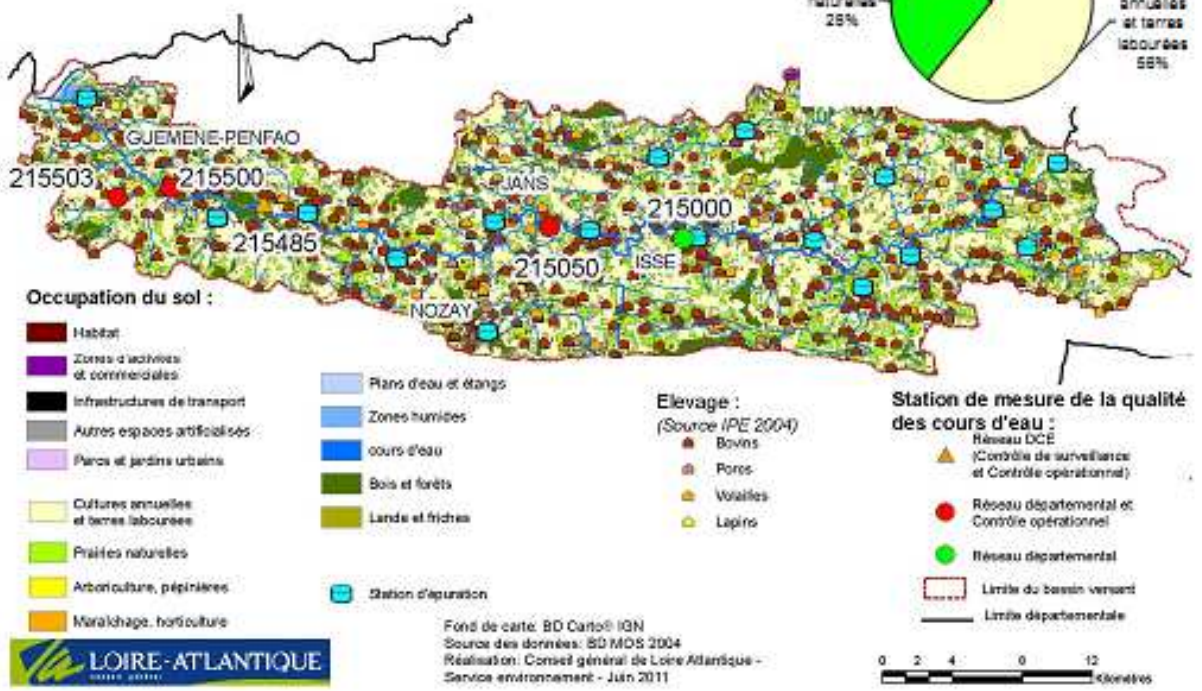 naturelles
26%
annuelles
et terres
labourées
56%
GUEMENE-PENFAO
215503
215500
JANS
215000
215485
215050
ISSE
NOZAY
Occupation du sol :
Habitat
Zones d'activités
et commerciales
Infrastructures de transport
Autres espaces artificialisés
Parcs et jardins urbains
Cultures annuelles
et terres labourées
Prairies naturelles
Arboriculture, pépinières
Maraîchage, horticulture
Plans d'eau et étangs
Zones humides
cours d'eau
Bois et forêts
Lande et friches
Station d'épuration
Elevage :
(Source IPE 2004)
Bovins
Porcs
Volailles
Lapins
Station de mesure de la qualité
des cours d'eau :
Réseau DCE
(Contrôle de surveillance
et Contrôle opérationnel)
Réseau départemental et
Contrôle opérationnel
Réseau départemental
Limite du bassin versant
Limite départementale
LOIRE-ATLANTIQUE
conseil général
Fond de carte: BD Carto® IGN
Source des données: BD MOS 2004
Réalisation: Conseil général de Loire Atlantique -
Service environnement - Juin 2011
0 2 4 8 12
Kilomètres